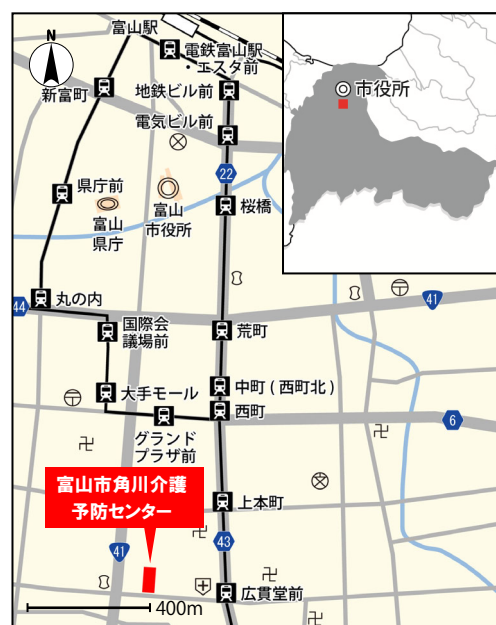 富山駅
N
電鉄富山駅
・エスタ前
新富町
地鉄ビル前
電気ビル前
市役所
22
県庁前
富山
県庁
富山
市役所
桜橋
丸の内
44
41
国際会
議場前
荒町
大手モール
中町(西町北)
西町
グランド
プラザ前
6
富山市角川介護
予防センター
上本町
41
43
広貫堂前
400m